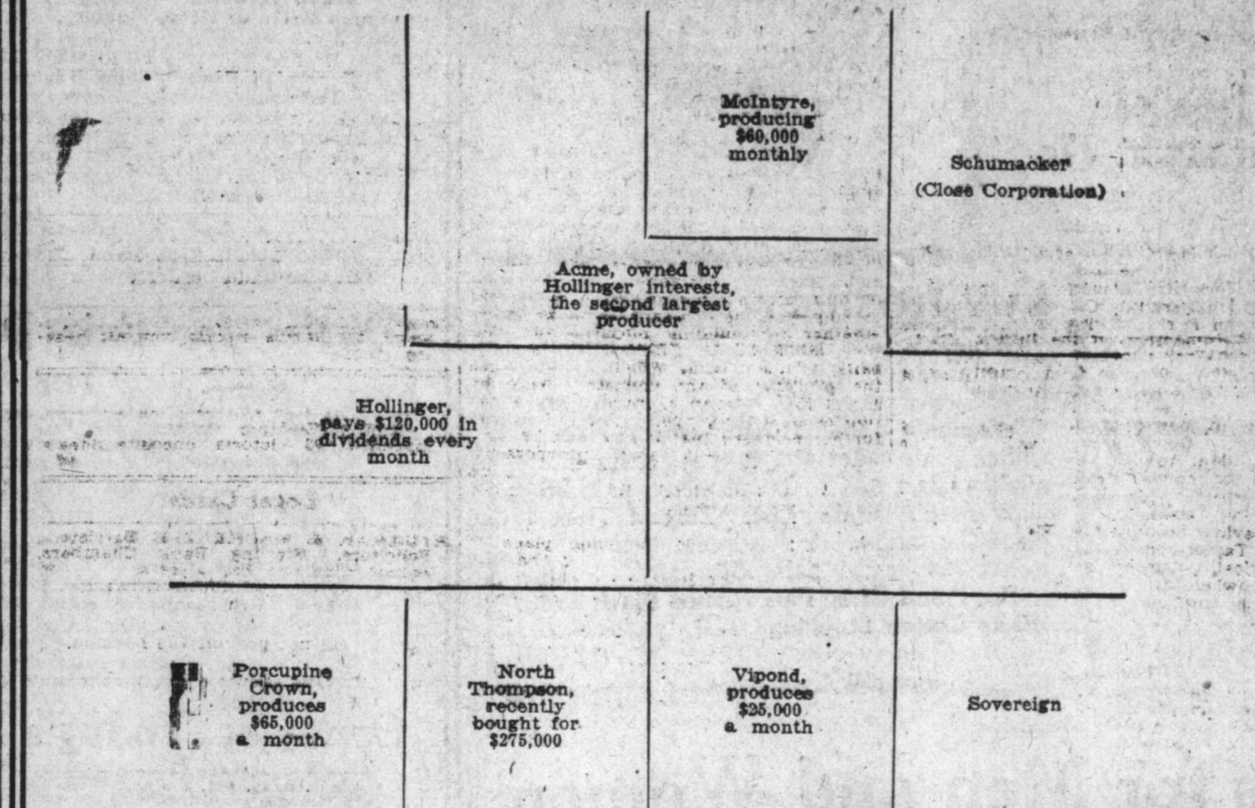 McIntyre,
producing
$60,000
monthly
Schumacker
(Close Corporation)
Acme, owned by
Hollinger interests,
the second largest
producer
Hollinger,
pays $120,000 in
dividends every
month
Porcupine
Crown,
produces
$65,000
a month
North
Thompson,
recently
bought for
$275,000
Vipond,
produces
$25,000
a month
Sovereign